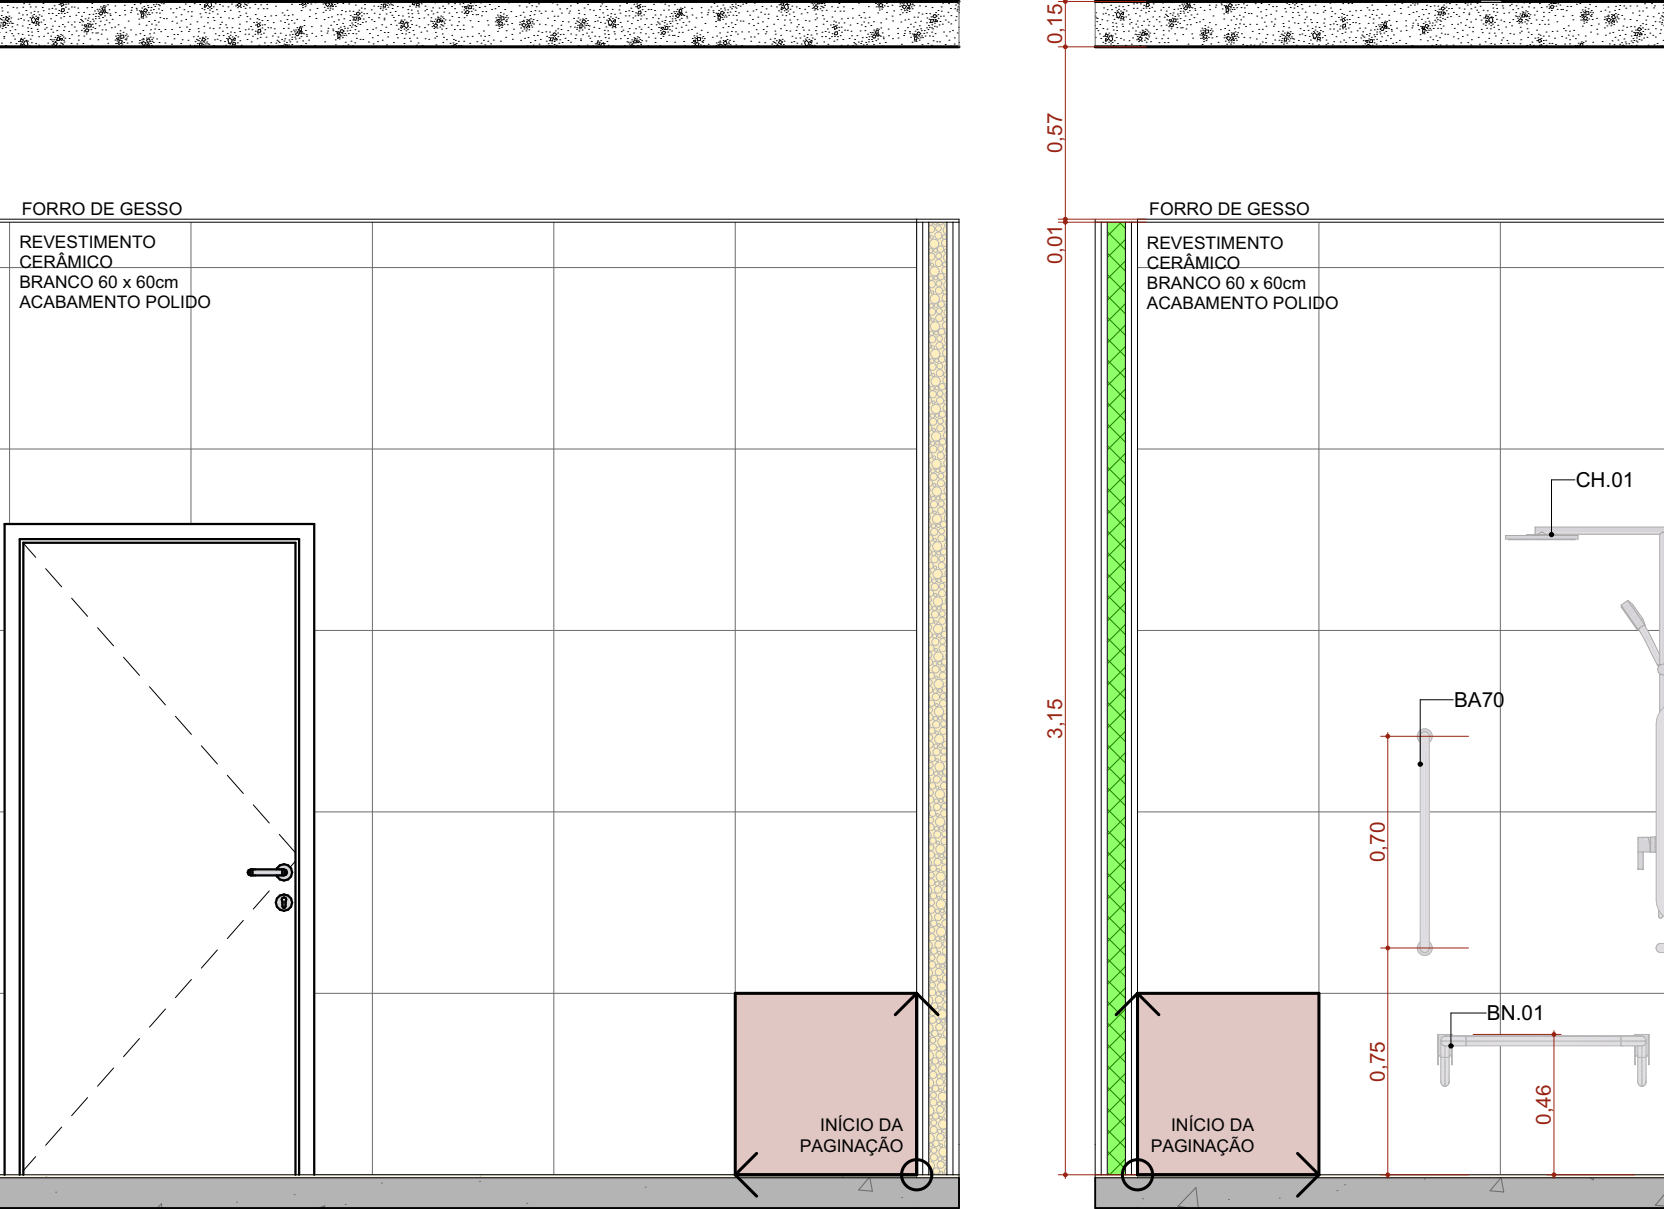 FORRO DE GESSO
REVESTIMENTO
CERÂMICO
BRANCO 60 x 60cm
ACABAMENTO POLIDO
INÍCIO DA
PAGINAÇÃO
0,15
0,57
0,01
3,15
FORRO DE GESSO
REVESTIMENTO
CERÂMICO
BRANCO 60 x 60cm
ACABAMENTO POLIDO
CH.01
BA70
0,70
BN.01
0,75
0,46
INÍCIO DA
PAGINAÇÃO